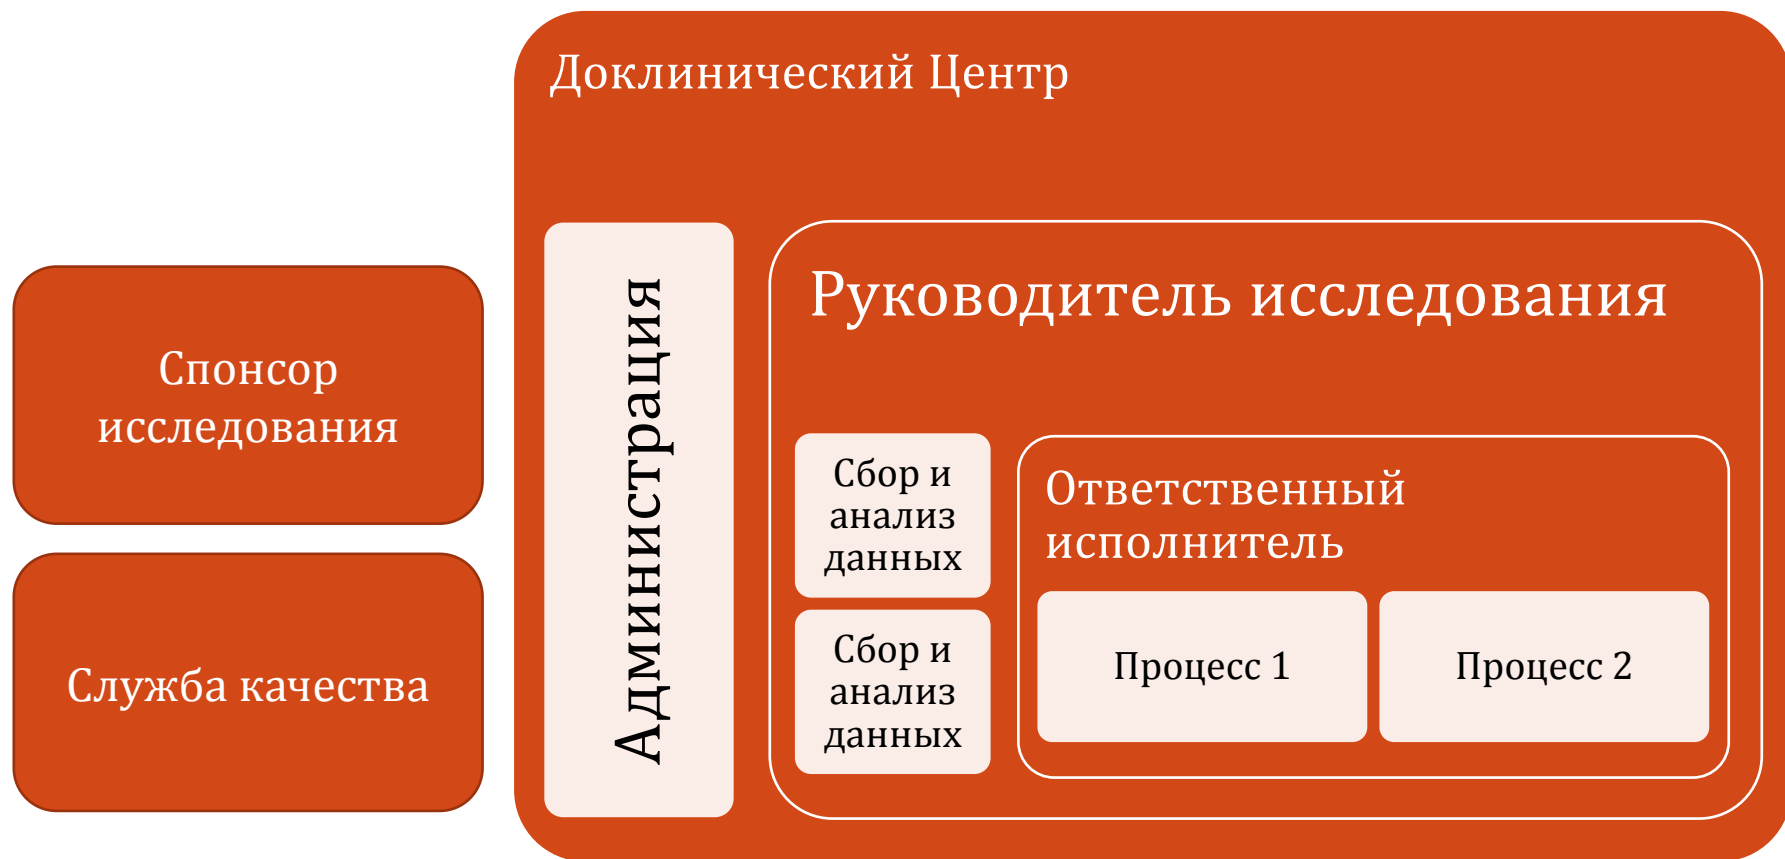 Доклинический Центр
Спонсор
исследования
Служба качества
Администрация
Руководитель исследования
Сбор и
анализ
данных
Сбор и
анализ
данных
Ответственный
исполнитель
Процесс 1
Процесс 2